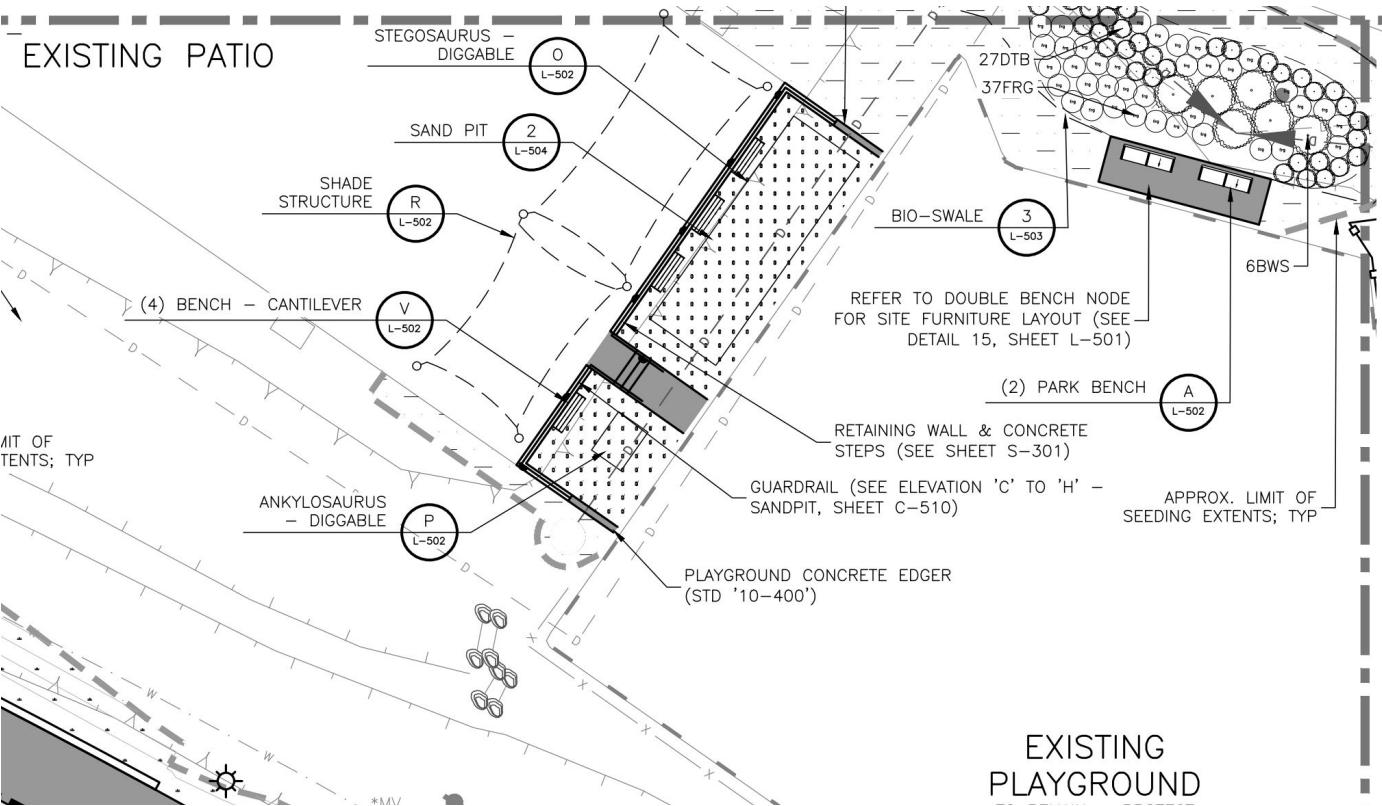 EXISTING PATIO
STEGOSAURUS –
DIGGABLE
O
L-502
SAND PIT
2
L-504
SHADE
STRUCTURE
R
L-502
(4) BENCH – CANTILEVER
V
L-502
ANKYLOSAURUS
– DIGGABLE
P
L-502
27DTB
37FRG
BIO-SWALE
3
L-503
6BWS
REFER TO DOUBLE BENCH NODE
FOR SITE FURNITURE LAYOUT (SEE
DETAIL 15, SHEET L-501)
(2) PARK BENCH
A
L-502
RETAINING WALL & CONCRETE
STEPS (SEE SHEET S-301)
GUARDRAIL (SEE ELEVATION 'C' TO 'H' –
SANDPIT, SHEET C-510)
APPROX. LIMIT OF
SEEDING EXTENTS; TYP
PLAYGROUND CONCRETE EDGER
(STD '10-400')
MIT OF
TENTS; TYP
EXISTING
PLAYGROUND